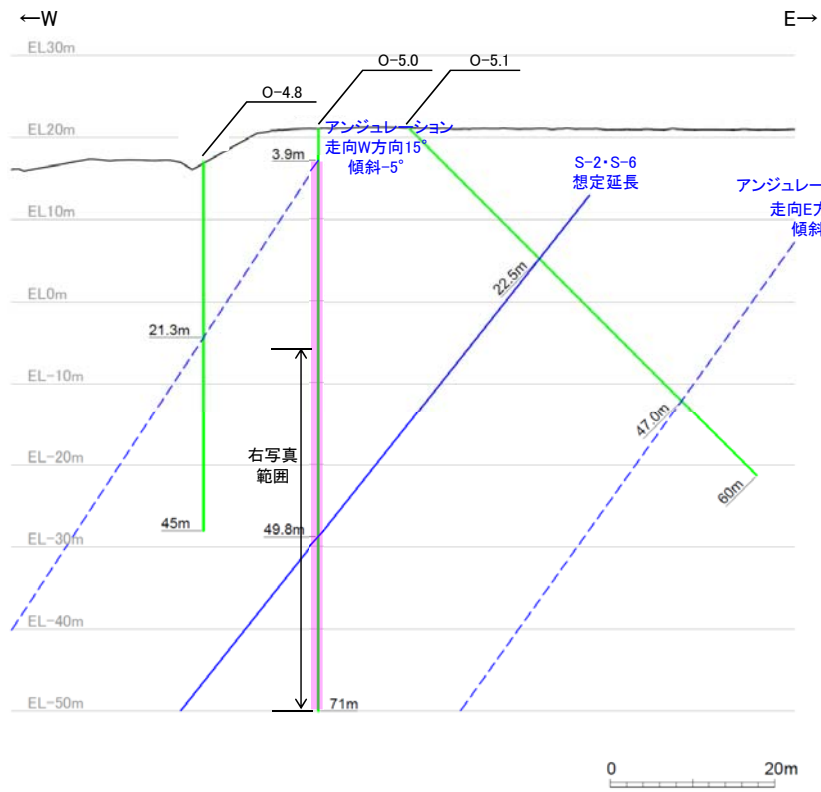 ←W
E→
EL30m
O-5.0
O-5.1
O-4.8
EL20m
アンジュレーション
走向W方向15°
傾斜-5°
3.9m
S-2・S-6
想定延長
アンジュレー
走向E方
傾斜
EL10m
22.5m
EL0m
21.3m
EL-10m
47.0m
右写真
範囲
EL-20m
60m
45m
49.8m
EL-30m
EL-40m
EL-50m
71m
0
20m